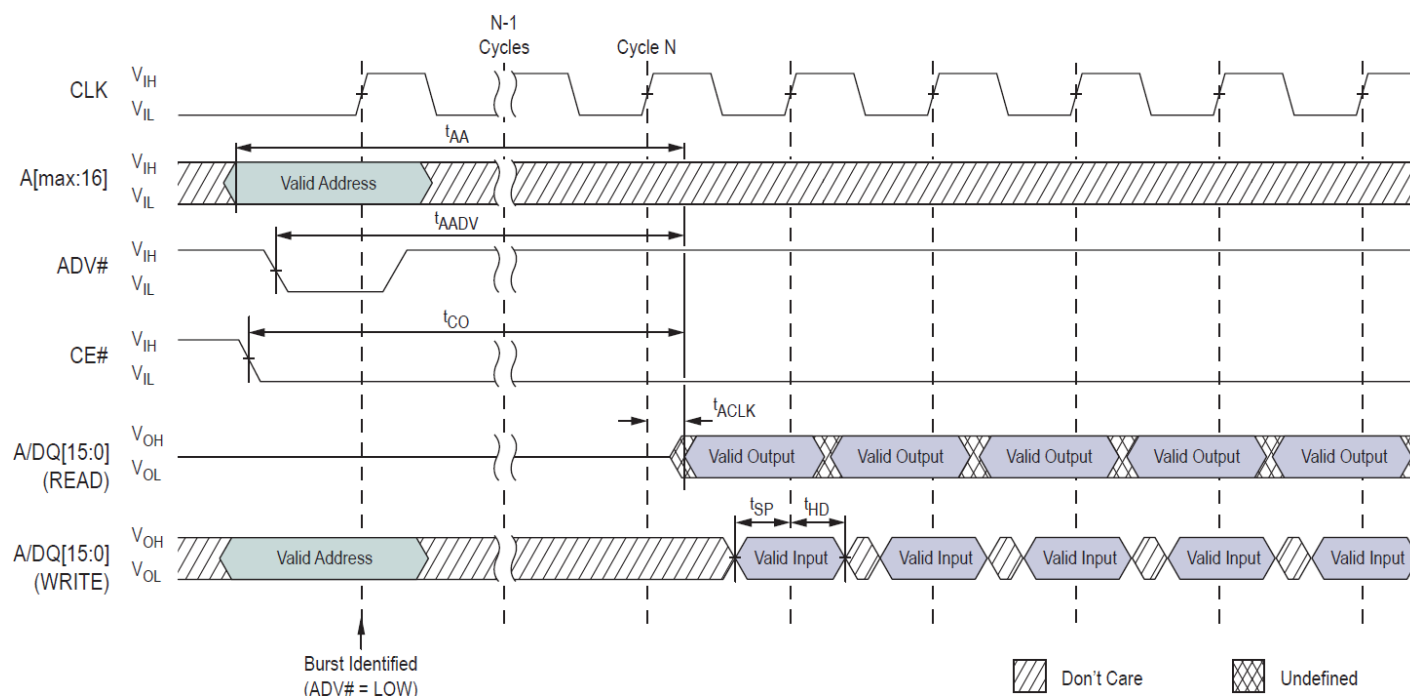 N-1
Cycles
Cycle N
CLK
VIH
VIL
tAA
A[max:16]
VIH
VIL
Valid Address
tAADV
ADV#
VIH
VIL
tCO
CE#
VIH
VIL
tACLK
A/DQ[15:0]
(READ)
VOH
VOL
Valid Output Valid Output Valid Output Valid Output Valid Output
tSP tHD
A/DQ[15:0]
(WRITE)
VOH
VOL
Valid Address
Valid Input Valid Input Valid Input Valid Input Valid Input
Burst Identified
(ADV# = LOW)
Don't Care
Undefined